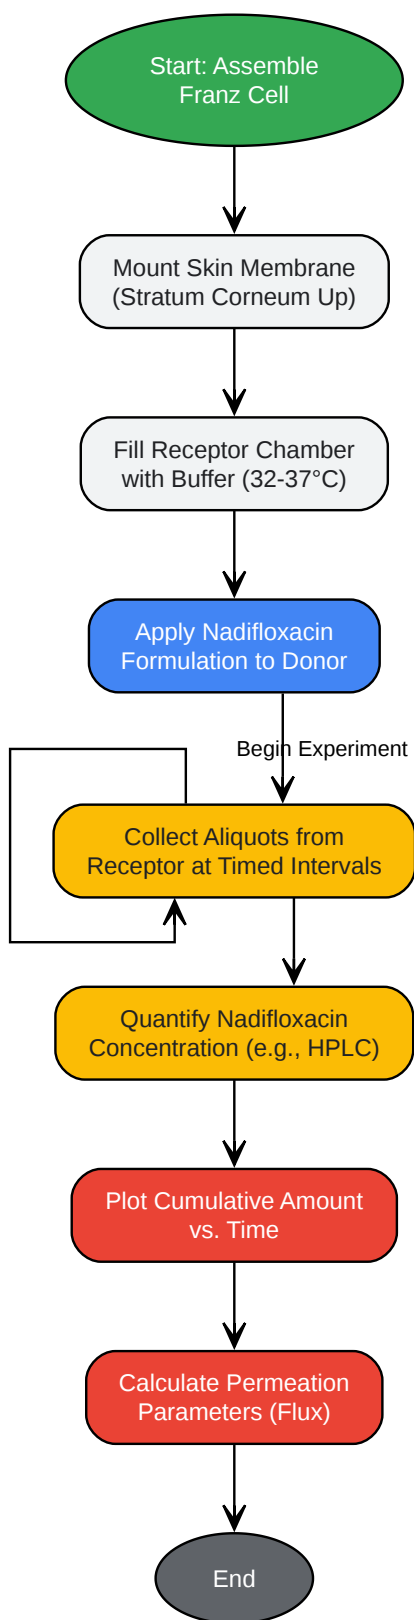 Start: Assemble
Franz Cell
Mount Skin Membrane
(Stratum Corneum Up)
Fill Receptor Chamber
with Buffer (32-37°C)
Apply Nadifloxacin
Formulation to Donor
Begin Experiment
Collect Aliquots from
Receptor at Timed Intervals
Quantify Nadifloxacin
Concentration (e.g., HPLC)
Plot Cumulative Amount
vs. Time
Calculate Permeation
Parameters (Flux)
End